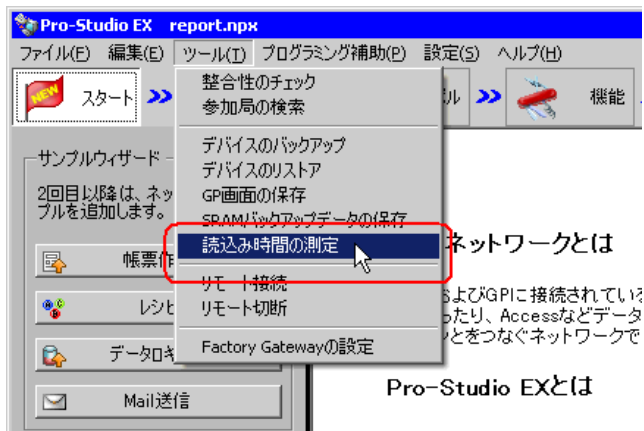 Pro-Studio EX report.npx
ファイル(F) 編集(E) ツール(T) プログラミング補助(P) 設定(S) ヘルプ(H)
NEW スタート
機能
整合性のチェック
参加局の検索
デバイスのバックアップ
デバイスのリストア
GP画面の保存
SRAMバックアップデータの保存
読込み時間の測定
リモート接続
リモート切断
Factory Gatewayの設定
サンプルウィザード
2回目以降は、ネッ
プルを追加します。
帳票作
レシピ
データロギ
Mail送信
ネットワークとは
およびGPに接続されている
ったり、Accessなどデータ
とをつなぐネットワークで
Pro-Studio EXとは